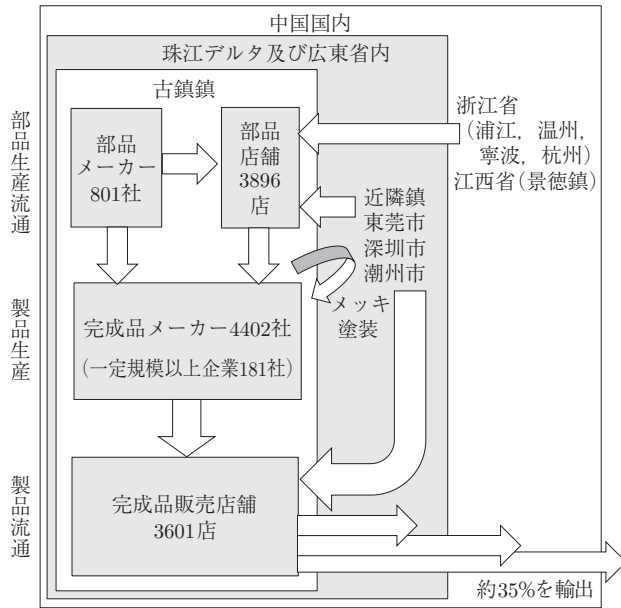 中国国内
珠江デルタ及び広東省内
古鎮鎮
部品生産流通
部品
メーカー
801社
部品
店舗
3896
店
浙江省
（浦江，温州，
寧波，杭州）
江西省（景徳鎮）
近隣鎮
東莞市
深圳市
潮州市
メッキ
塗装
製品生産
完成品メーカー4402社
（一定規模以上企業181社）
製品流通
完成品販売店舗
3601店
約35%を輸出